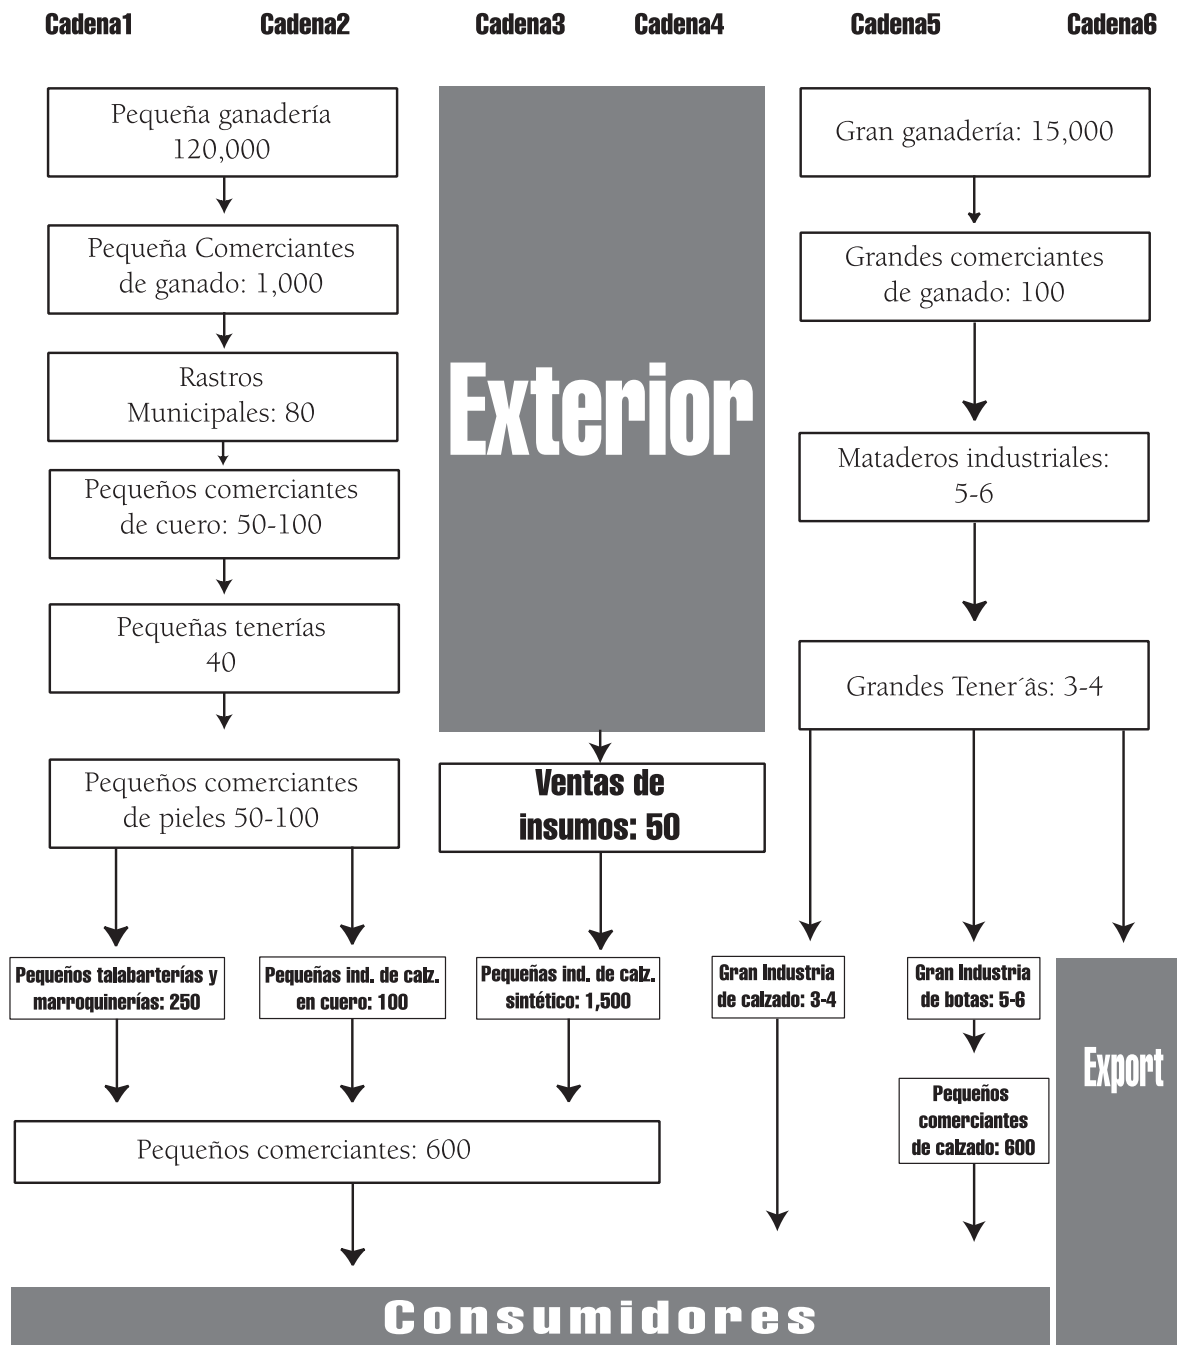 Cadena1
Cadena2
Cadena3
Cadena4
Cadena5
Cadena6
Pequeña ganadería
120,000
Pequeña Comerciantes
de ganado: 1,000
Rastros
Municipales: 80
Pequeños comerciantes
de cuero: 50-100
Pequeñas tenerías
40
Pequeños comerciantes
de pieles 50-100
Exterior
Ventas de
insumos: 50
Gran ganadería: 15,000
Grandes comerciantes
de ganado: 100
Mataderos industriales:
5-6
Grandes Tener´âs: 3-4
Pequeños talabarterías y
marroquinerías: 250
Pequeñas ind. de calz.
en cuero: 100
Pequeñas ind. de calz.
sintético: 1,500
Gran Industria
de calzado: 3-4
Gran Industria
de botas: 5-6
Export
Pequeños
comerciantes
de calzado: 600
Pequeños comerciantes: 600
Consumidores